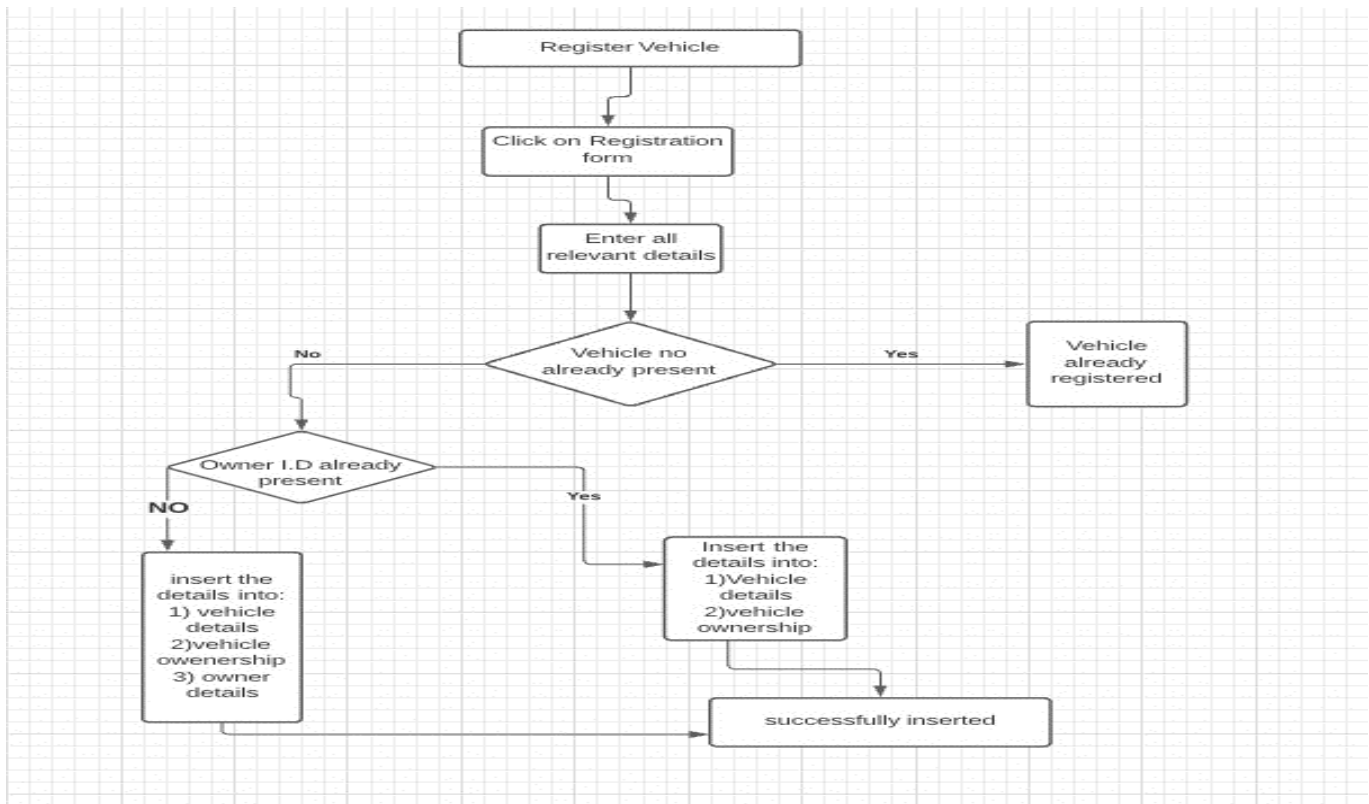 Register Vehicle
Click on Registration
form
Enter all
relevant details
Vehicle no
already present
No
Yes
Vehicle
already
registered
Owner I.D already
present
NO
Yes
insert the
details into:
1) vehicle
details
2)vehicle
owenership
3) owner
details
Insert the
details into:
1)Vehicle
details
2)vehicle
ownership
successfully inserted